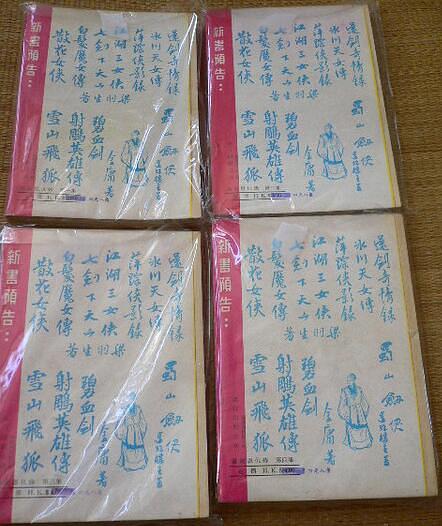 新書預告：
還劍奇情錄
冰川天女傳
萍踪俠影錄
江湖三女俠
七劍下天山
白髮魔女傳
散花女俠
梁羽生著
蜀山劍俠
還珠樓主著
碧血劍
射鵰英雄傳
雪山飛狐
金庸著
H.K.
新書預告：
還劍奇情錄
冰川天女傳
萍踪俠影錄
江湖三女俠
七劍下天山
白髮魔女傳
散花女俠
梁羽生著
蜀山劍俠
還珠樓主著
碧血劍
射鵰英雄傳
雪山飛狐
金庸著
H.K.
新書預告：
還劍奇情錄
冰川天女傳
萍踪俠影錄
江湖三女俠
七劍下天山
白髮魔女傳
散花女俠
梁羽生著
蜀山劍俠
還珠樓主著
碧血劍
射鵰英雄傳
雪山飛狐
金庸著
H.K.
新書預告：
還劍奇情錄
冰川天女傳
萍踪俠影錄
江湖三女俠
七劍下天山
白髮魔女傳
散花女俠
梁羽生著
蜀山劍俠
還珠樓主著
碧血劍
射鵰英雄傳
雪山飛狐
金庸著
H.K.